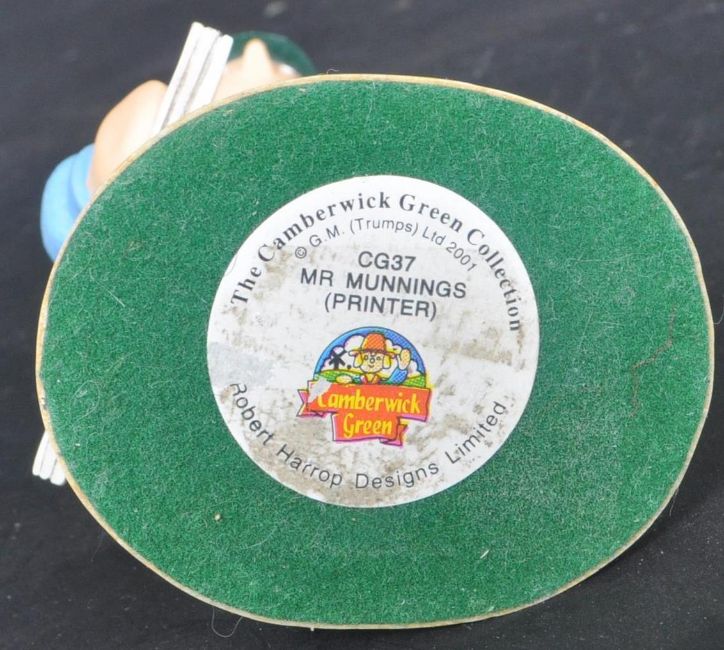 The Camberwick Green Collection
© G.M. (Trumps) Ltd 2001
CG37
MR MUNNINGS
(PRINTER)
Camberwick
Green
Robert Harrop Designs Limited